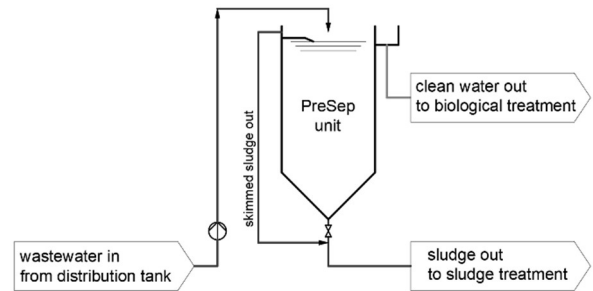 PreSep
unit
clean water out
to biological treatment
skimmed sludge out
wastewater in
from distribution tank
sludge out
to sludge treatment